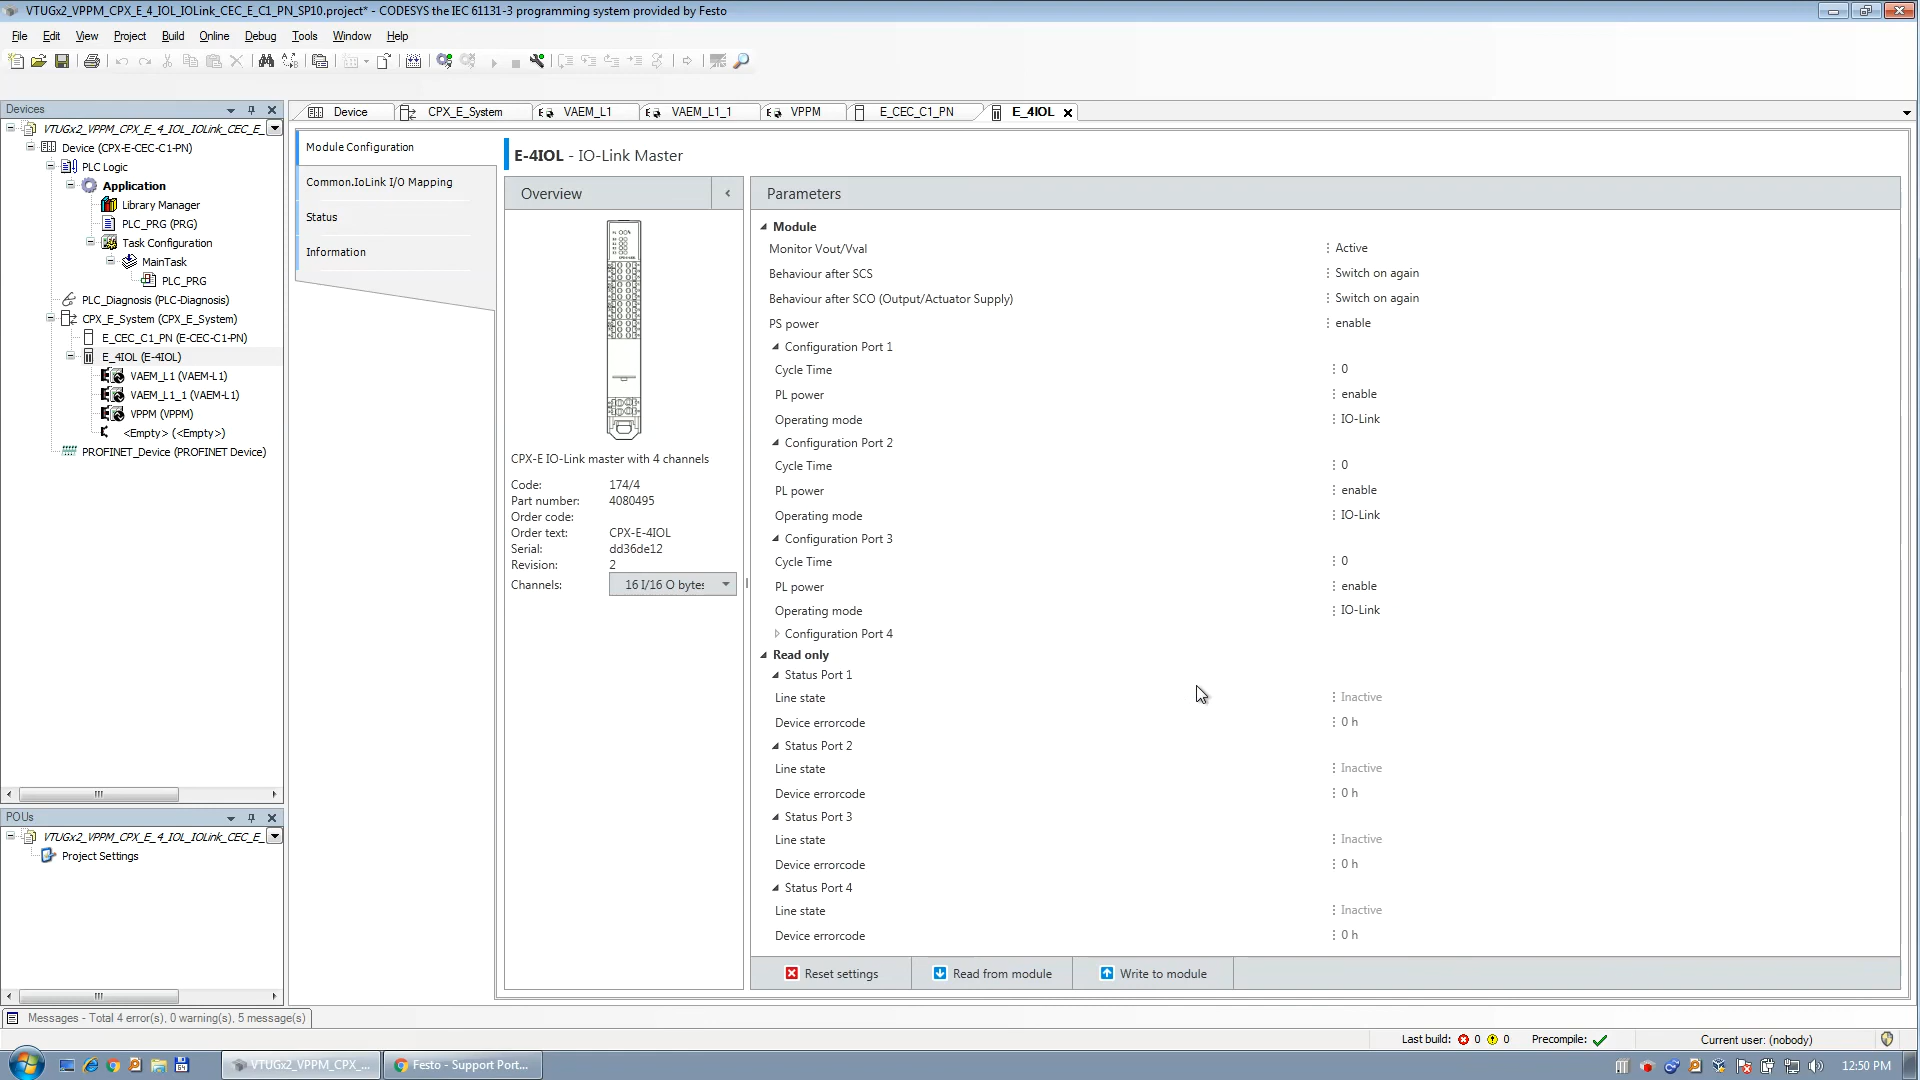 VTUGx2_VPPM_CPX_E_4_IOL_IOLink_CEC_E_C1_PN_SP10.project* - CODESYS the IEC 61131-3 programming system provided by Festo
File Edit View Project Build Online Debug Tools Window Help
Devices
VTUGx2_VPPM_CPX_E_4_IOL_IOLink_CEC_E_
Device (CPX-E-CEC-C1-PN)
PLC Logic
Application
Library Manager
PLC_PRG (PRG)
Task Configuration
MainTask
PLC_PRG
PLC_Diagnosis (PLC-Diagnosis)
CPX_E_System (CPX_E_System)
E_CEC_C1_PN (E-CEC-C1-PN)
E_4IOL (E-4IOL)
VAEM_L1 (VAEM-L1)
VAEM_L1_1 (VAEM-L1)
VPPM (VPPM)
<Empty> (<Empty>)
PROFINET_Device (PROFINET Device)
POUs
VTUGx2_VPPM_CPX_E_4_IOL_IOLink_CEC_E_
Project Settings
Device CPX_E_System VAEM_L1 VAEM_L1_1 VPPM E_CEC_C1_PN E_4IOL
Module Configuration
Common.IoLink I/O Mapping
Status
Information
E-4IOL - IO-Link Master
Overview
CPX-E IO-Link master with 4 channels
Code: 174/4
Part number: 4080495
Order code:
Order text: CPX-E-4IOL
Serial: dd36de12
Revision: 2
Channels: 16 I/16 O bytes
Parameters
Module
Monitor Vout/Vval Active
Behaviour after SCS Switch on again
Behaviour after SCO (Output/Actuator Supply) Switch on again
PS power enable
Configuration Port 1
Cycle Time 0
PL power enable
Operating mode IO-Link
Configuration Port 2
Cycle Time 0
PL power enable
Operating mode IO-Link
Configuration Port 3
Cycle Time 0
PL power enable
Operating mode IO-Link
Configuration Port 4
Read only
Status Port 1
Line state Inactive
Device errorcode 0 h
Status Port 2
Line state Inactive
Device errorcode 0 h
Status Port 3
Line state Inactive
Device errorcode 0 h
Status Port 4
Line state Inactive
Device errorcode 0 h
Reset settings Read from module Write to module
Messages - Total 4 error(s), 0 warning(s), 5 message(s)
Last build: 0 0 Precompile: Current user: (nobody)
VTUGx2_VPPM_CPX_... Festo - Support Port... 12:50 PM